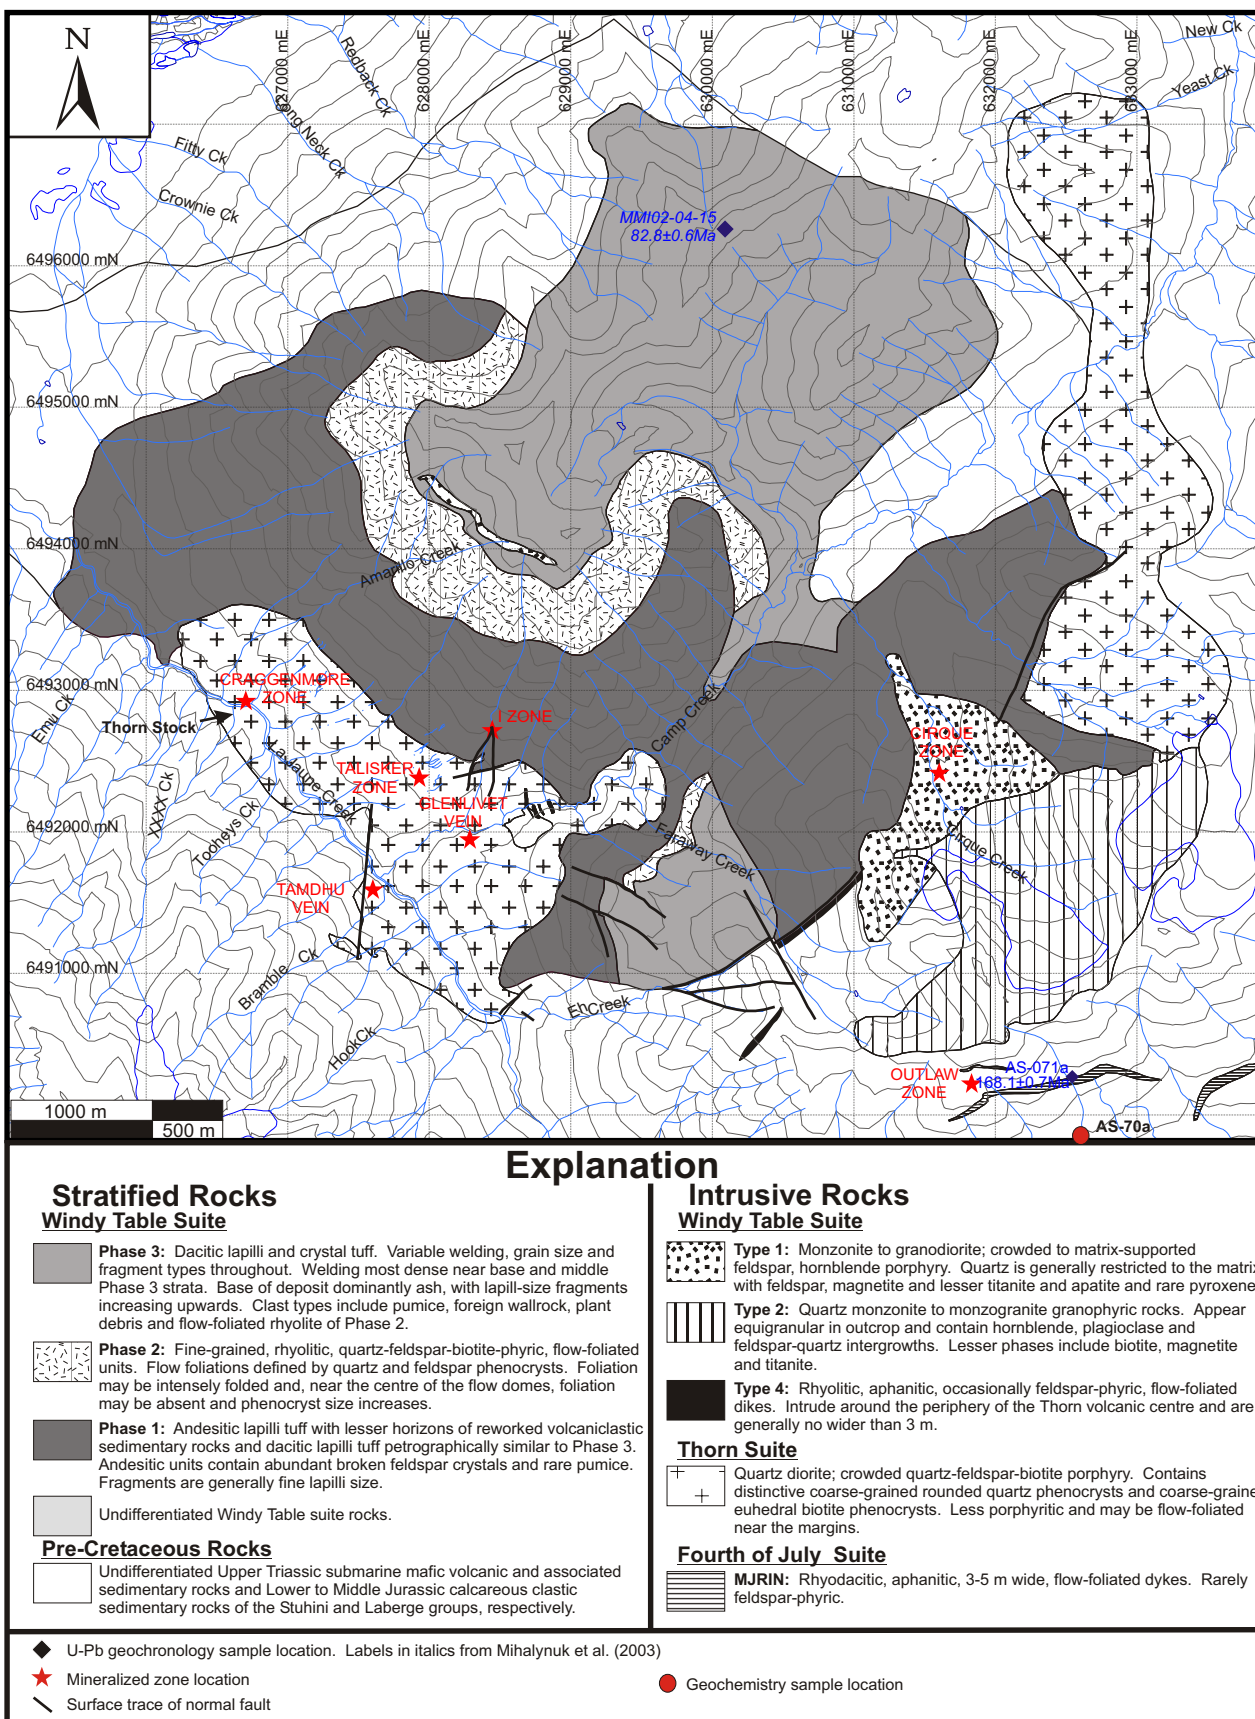 N
627000 mE
628000 mE
629000 mE
630000 mE
631000 mE
632000 mE
633000 mE
New Ck
Yeast Ck
Redback Ck
Long Neck Ck
Fitty Ck
Crownie Ck
MMI02-04-15
82.8±0.6Ma
6496000 mN
6495000 mN
6494000 mN
Amarillo Creek
6493000 mN
CRAGGENMORE
ZONE
Emu Ck
Thorn Stock
I ZONE
Camp Creek
CIRQUE
ZONE
La Jaune Creek
TALISKER
ZONE
GLENLIVET
VEIN
XXXX Ck
Tooheys Ck
6492000 mN
Faraway Creek
Cirque Creek
TAMDHU
VEIN
6491000 mN
Bramble Ck
Hook Ck
Eh Creek
OUTLAW
ZONE
AS-071a
168.1±0.7Ma
1000 m
500 m
AS-70a
Explanation
Stratified Rocks
Windy Table Suite
Phase 3: Dacitic lapilli and crystal tuff. Variable welding, grain size and
fragment types throughout. Welding most dense near base and middle
Phase 3 strata. Base of deposit dominantly ash, with lapill-size fragments
increasing upwards. Clast types include pumice, foreign wallrock, plant
debris and flow-foliated rhyolite of Phase 2.
Phase 2: Fine-grained, rhyolitic, quartz-feldspar-biotite-phyric, flow-foliated
units. Flow foliations defined by quartz and feldspar phenocrysts. Foliation
may be intensely folded and, near the centre of the flow domes, foliation
may be absent and phenocryst size increases.
Phase 1: Andesitic lapilli tuff with lesser horizons of reworked volcaniclastic
sedimentary rocks and dacitic lapilli tuff petrographically similar to Phase 3.
Andesitic units contain abundant broken feldspar crystals and rare pumice.
Fragments are generally fine lapilli size.
Undifferentiated Windy Table suite rocks.
Pre-Cretaceous Rocks
Undifferentiated Upper Triassic submarine mafic volcanic and associated
sedimentary rocks and Lower to Middle Jurassic calcareous clastic
sedimentary rocks of the Stuhini and Laberge groups, respectively.
Intrusive Rocks
Windy Table Suite
Type 1: Monzonite to granodiorite; crowded to matrix-supported
feldspar, hornblende porphyry. Quartz is generally restricted to the matrix
with feldspar, magnetite and lesser titanite and apatite and rare pyroxene
Type 2: Quartz monzonite to monzogranite granophyric rocks. Appear
equigranular in outcrop and contain hornblende, plagioclase and
feldspar-quartz intergrowths. Lesser phases include biotite, magnetite
and titanite.
Type 4: Rhyolitic, aphanitic, occasionally feldspar-phyric, flow-foliated
dikes. Intrude around the periphery of the Thorn volcanic centre and are
generally no wider than 3 m.
Thorn Suite
Quartz diorite; crowded quartz-feldspar-biotite porphyry. Contains
distinctive coarse-grained rounded quartz phenocrysts and coarse-graine
euhedral biotite phenocrysts. Less porphyritic and may be flow-foliated
near the margins.
Fourth of July Suite
MJRIN: Rhyodacitic, aphanitic, 3-5 m wide, flow-foliated dykes. Rarely
feldspar-phyric.
U-Pb geochronology sample location. Labels in italics from Mihalynuk et al. (2003)
Mineralized zone location
Surface trace of normal fault
Geochemistry sample location